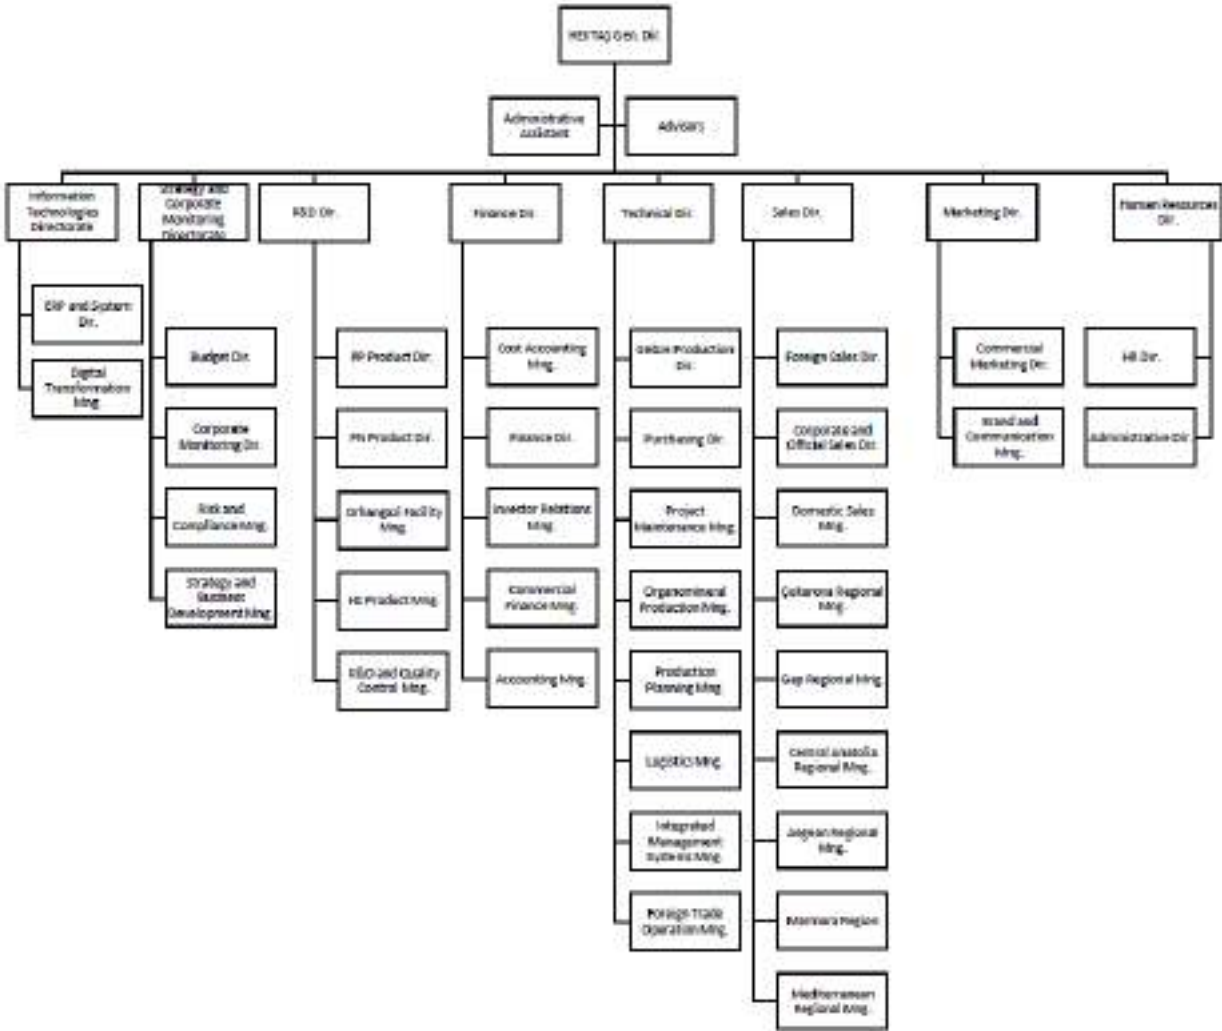 Gen. Dir.
Administrative
Assistant
Advisors
Information
Technologies
Directorate
Strategy and
Corporate
Monitoring
Directorate
R&D Dir.
Finance Dir.
Technical Dir.
Sales Dir.
Marketing Dir.
Human Resources
Dir.
ERP and System
Dir.
Digital
Transformation
Mng.
Budget Dir.
Corporate
Monitoring Dir.
Risk and
Compliance Mng.
Strategy and
Business
Development Mng.
PP Product Dir.
PN Product Dir.
Orhangazi Facility
Mng.
HS Product Mng.
R&D and Quality
Control Mng.
Cost Accounting
Mng.
Finance Dir.
Investor Relations
Mng.
Commercial
Finance Mng.
Accounting Mng.
Production
Dir.
Purchasing Dir.
Project
Maintenance Mng.
Organomineral
Production Mng.
Production
Planning Mng.
Logistics Mng.
Integrated
Management
Systems Mng.
Foreign Trade
Operation Mng.
Foreign Sales Dir.
Corporate and
Official Sales Dir.
Domestic Sales
Mng.
Çukurova Regional
Mng.
Gap Regional Mng.
Central Anatolia
Regional Mng.
Aegean Regional
Mng.
Marmara Region
Mediterranean
Regional Mng.
Commercial
Marketing Dir.
Brand and
Communication
Mng.
HR Dir.
Administrative Dir.